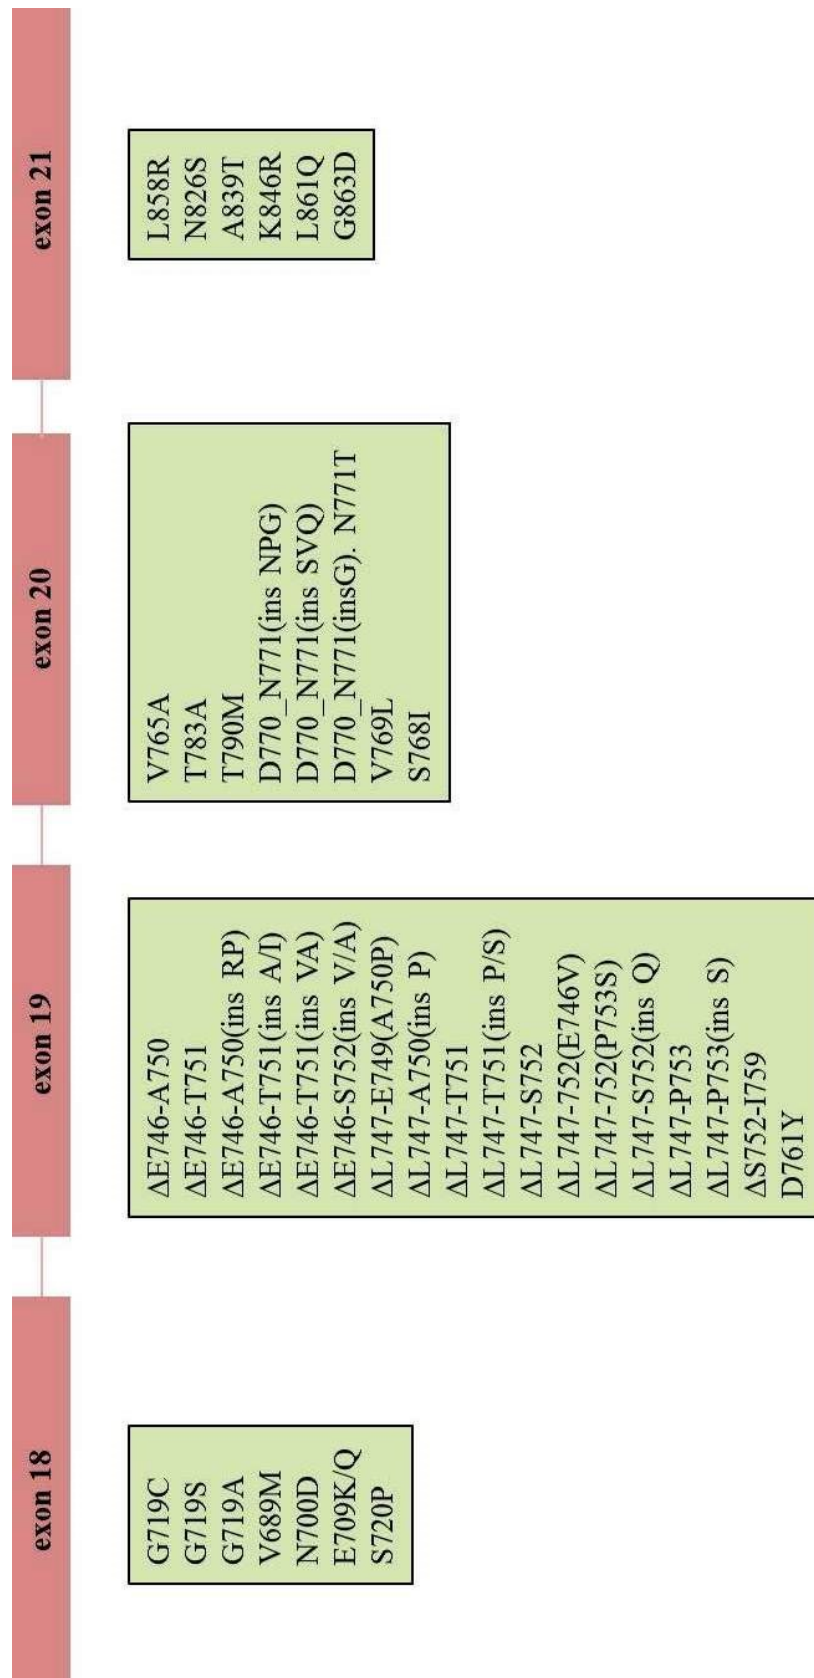 exon 18
G719C
G719S
G719A
V689M
N700D
E709K/Q
S720P
exon 19
ΔE746-A750
ΔE746-T751
ΔE746-A750(ins RP)
ΔE746-T751(ins A/I)
ΔE746-T751(ins VA)
ΔE746-S752(ins V/A)
ΔL747-E749(A750P)
ΔL747-A750(ins P)
ΔL747-T751
ΔL747-T751(ins P/S)
ΔL747-S752
ΔL747-752(E746V)
ΔL747-752(P753S)
ΔL747-S752(ins Q)
ΔL747-P753
ΔL747-P753(ins S)
ΔS752-I759
D761Y
exon 20
V765A
T783A
T790M
D770_N771(ins NPG)
D770_N771(ins SVQ)
D770_N771(insG). N771T
V769L
S768I
exon 21
L858R
N826S
A839T
K846R
L861Q
G863D